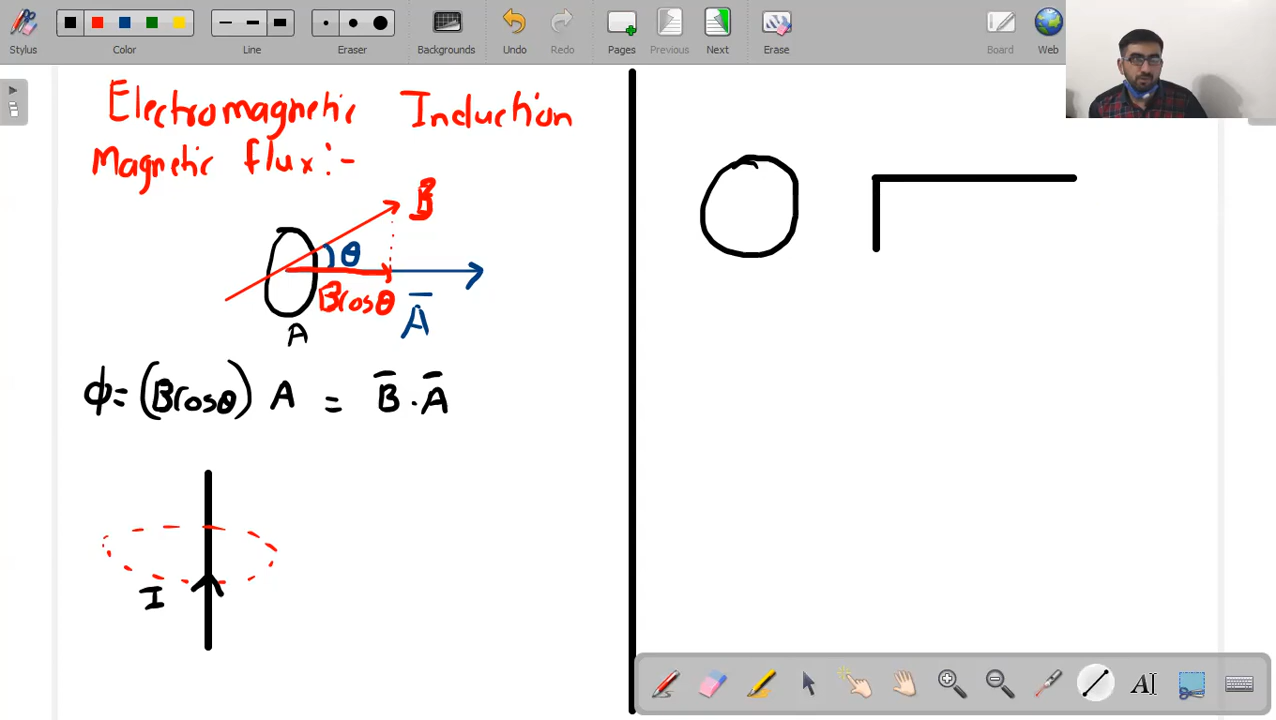 Stylus
Color
Line
Eraser
Backgrounds
Undo
Redo
Pages
Previous
Next
Erase
Board
Web
Electromagnetic Induction
Magnetic flux:-
B̅
θ
Bcosθ
A̅
A
ϕ= (Bcosθ) A = B̅ · A̅
I